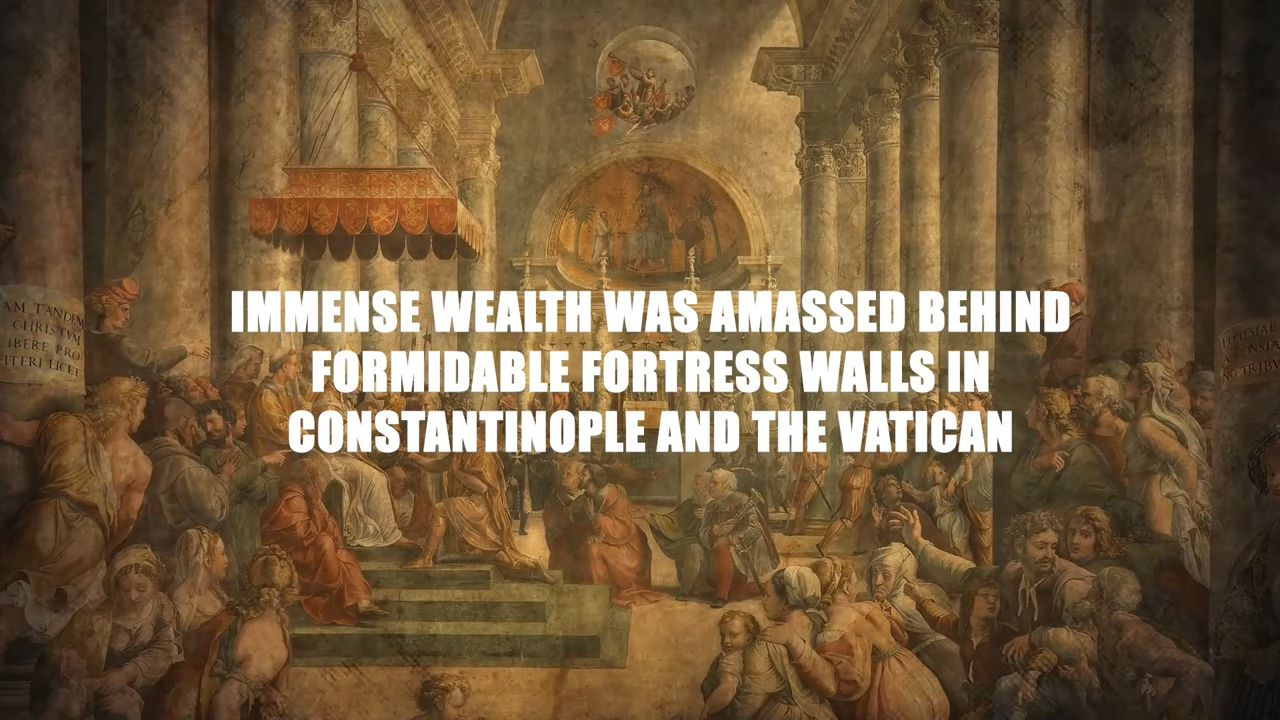 IMMENSE WEALTH WAS AMASSED BEHIND
FORMIDABLE FORTRESS WALLS IN
CONSTANTINOPLE AND THE VATICAN
AM TANDEM
CHRISTVM
IBERE PRO
ITERI LICET